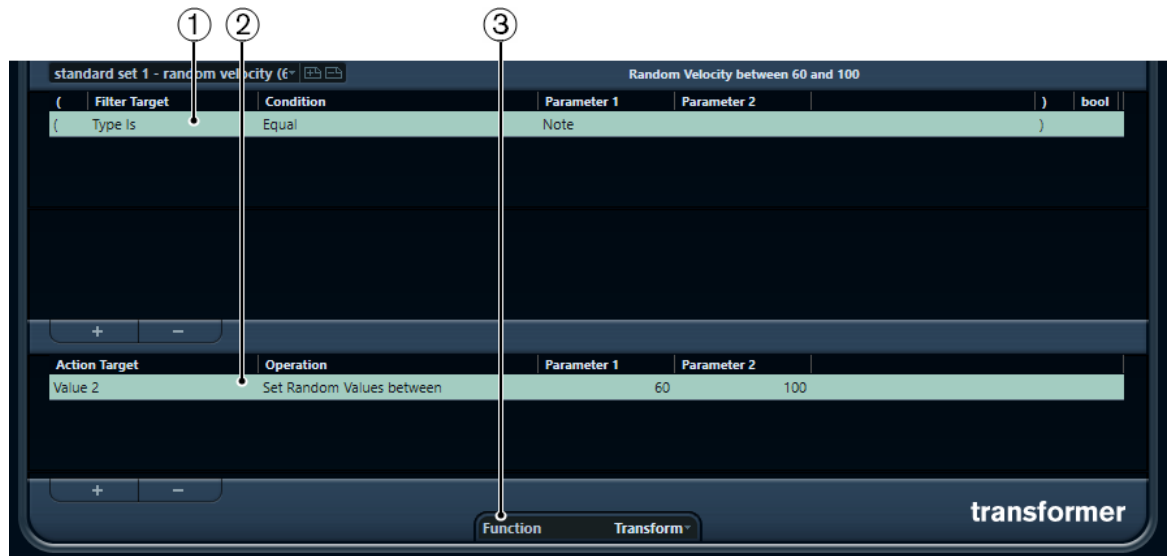 1 2 3
standard set 1 - random velocity (6 Random Velocity between 60 and 100
( Filter Target Condition Parameter 1 Parameter 2 ) bool
( Type Is Equal Note )
+ −
Action Target Operation Parameter 1 Parameter 2
Value 2 Set Random Values between 60 100
+ −
transformer
Function Transform